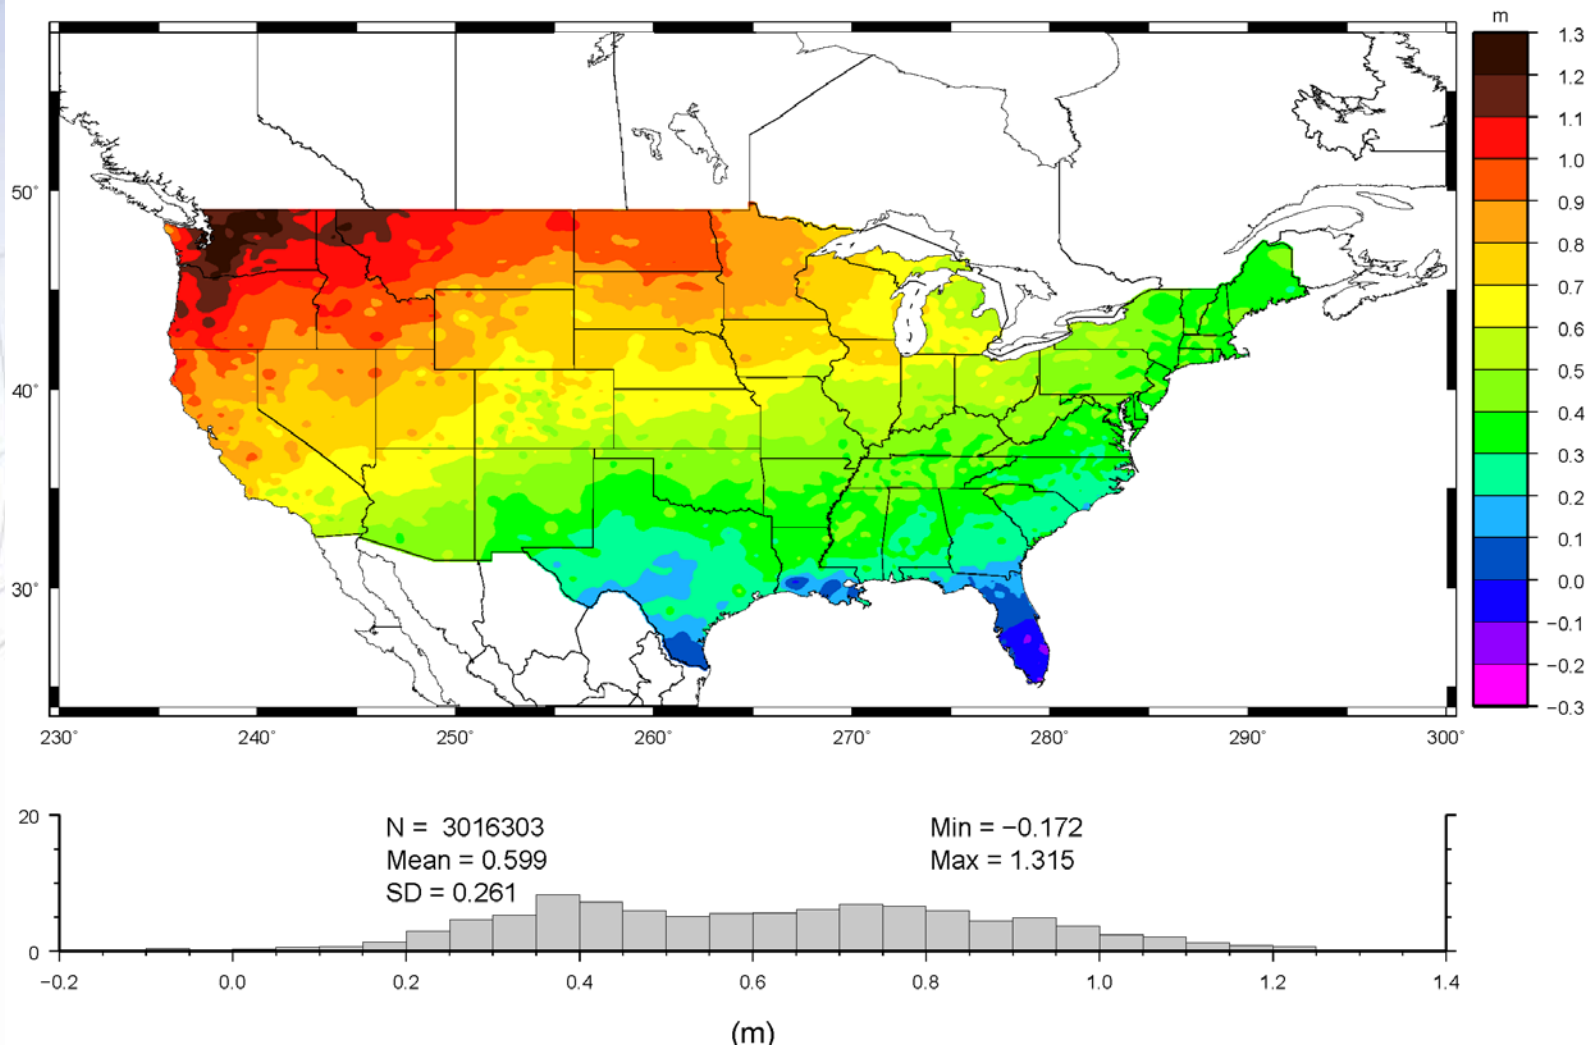 m
1.3
1.2
1.1
1.0
0.9
0.8
0.7
0.6
0.5
0.4
0.3
0.2
0.1
0.0
−0.1
−0.2
−0.3
50°
40°
30°
230° 240° 250° 260° 270° 280° 290° 300°
20
0
N = 3016303
Mean = 0.599
SD = 0.261
Min = −0.172
Max = 1.315
−0.2 0.0 0.2 0.4 0.6 0.8 1.0 1.2 1.4
(m)